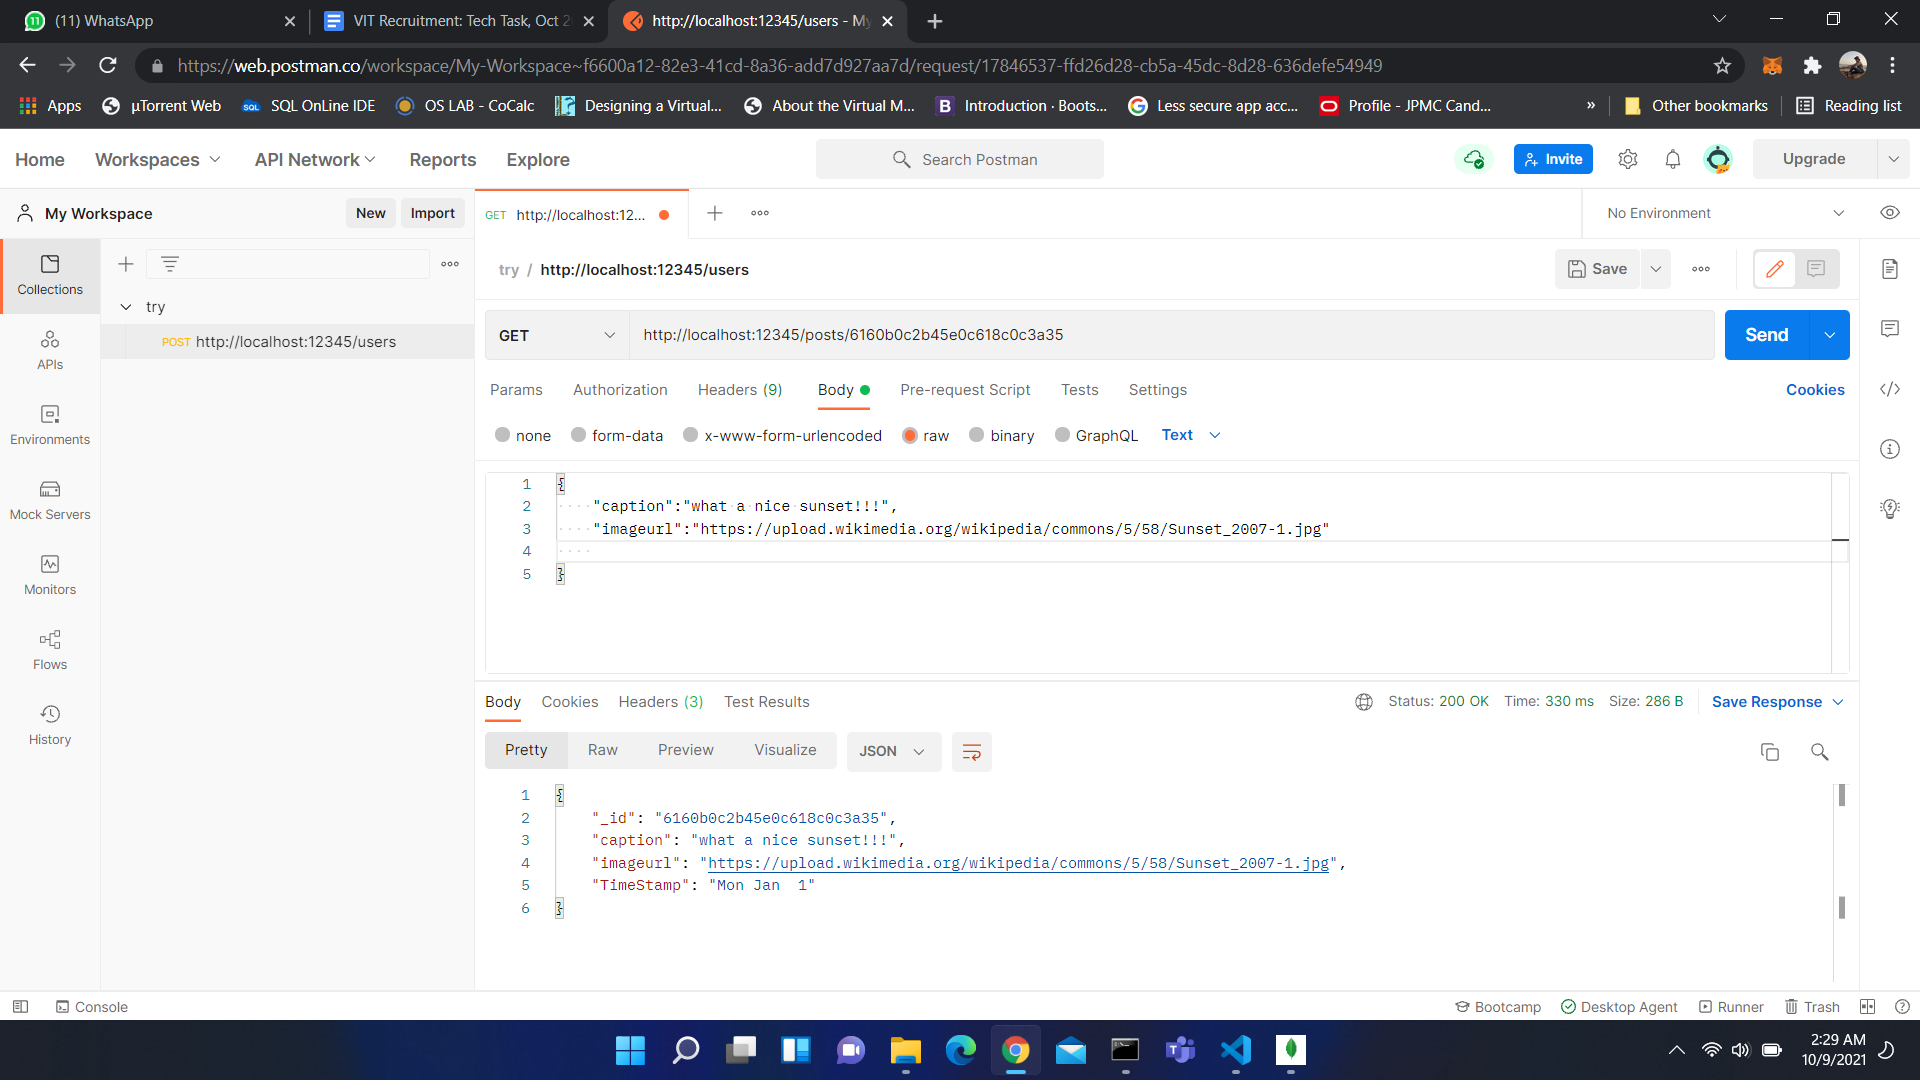 (11) WhatsApp
VIT Recruitment: Tech Task, Oct 2
http://localhost:12345/users - My
https://web.postman.co/workspace/My-Workspace~f6600a12-82e3-41cd-8a36-add7d927aa7d/request/17846537-ffd26d28-cb5a-45dc-8d28-636defe54949
Apps µTorrent Web SQL OnLine IDE OS LAB - CoCalc Designing a Virtual... About the Virtual M... Introduction · Boots... Less secure app acc... Profile - JPMC Cand... » Other bookmarks Reading list
Home Workspaces API Network Reports Explore Search Postman Invite Upgrade
My Workspace New Import GET http://localhost:12... No Environment
try / http://localhost:12345/users Save
Collections
try
POST http://localhost:12345/users
APIs
Environments
Mock Servers
Monitors
Flows
History
GET http://localhost:12345/posts/6160b0c2b45e0c618c0c3a35 Send
Params Authorization Headers (9) Body Pre-request Script Tests Settings Cookies
none form-data x-www-form-urlencoded raw binary GraphQL Text
1 {
2 "caption":"what a nice sunset!!!",
3 "imageurl":"https://upload.wikimedia.org/wikipedia/commons/5/58/Sunset_2007-1.jpg"
4
5 }
Body Cookies Headers (3) Test Results Status: 200 OK Time: 330 ms Size: 286 B Save Response
Pretty Raw Preview Visualize JSON
1 {
2 "_id": "6160b0c2b45e0c618c0c3a35",
3 "caption": "what a nice sunset!!!",
4 "imageurl": "https://upload.wikimedia.org/wikipedia/commons/5/58/Sunset_2007-1.jpg",
5 "TimeStamp": "Mon Jan  1"
6 }
Console Bootcamp Desktop Agent Runner Trash
2:29 AM
10/9/2021